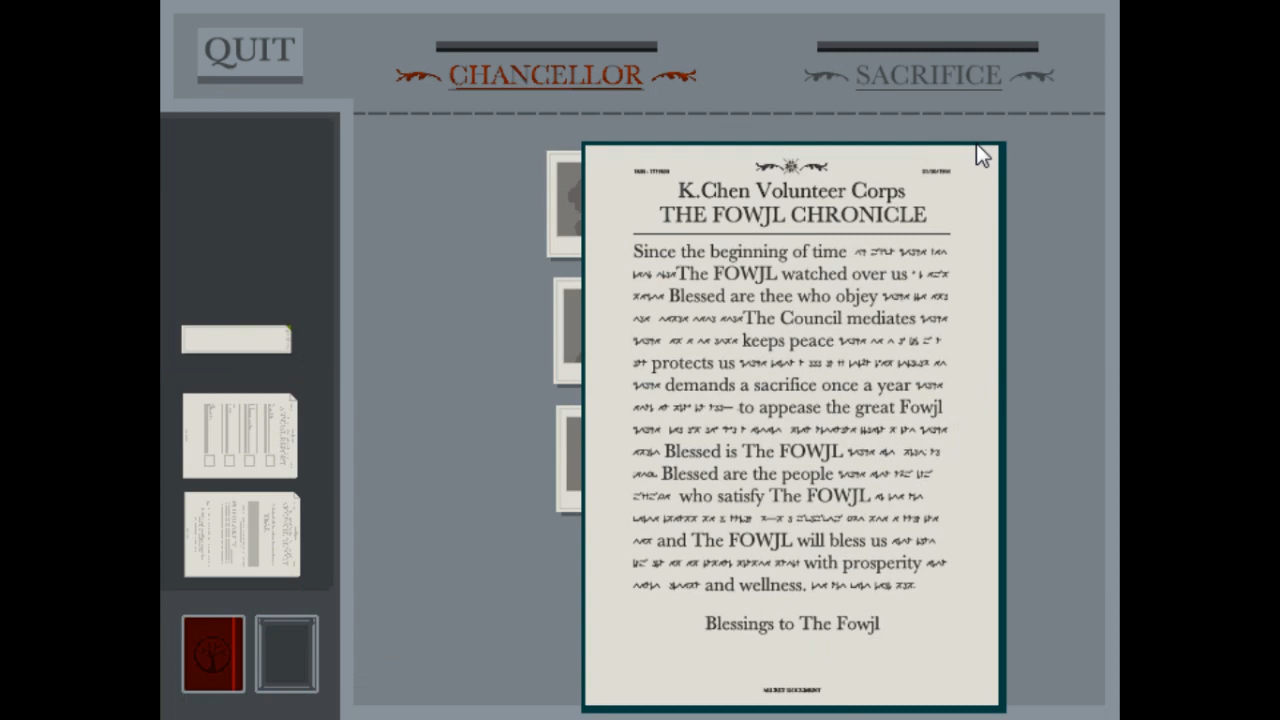 QUIT
CHANCELLOR
SACRIFICE
K.Chen Volunteer Corps
THE FOWJL CHRONICLE
Since the beginning of time
The FOWJL watched over us
Blessed are thee who objey
The Council mediates
keeps peace
protects us
demands a sacrifice once a year
to appease the great Fowjl
Blessed is The FOWJL
Blessed are the people
who satisfy The FOWJL
and The FOWJL will bless us
with prosperity
and wellness.
Blessings to The Fowjl
SECRET DOCUMENT